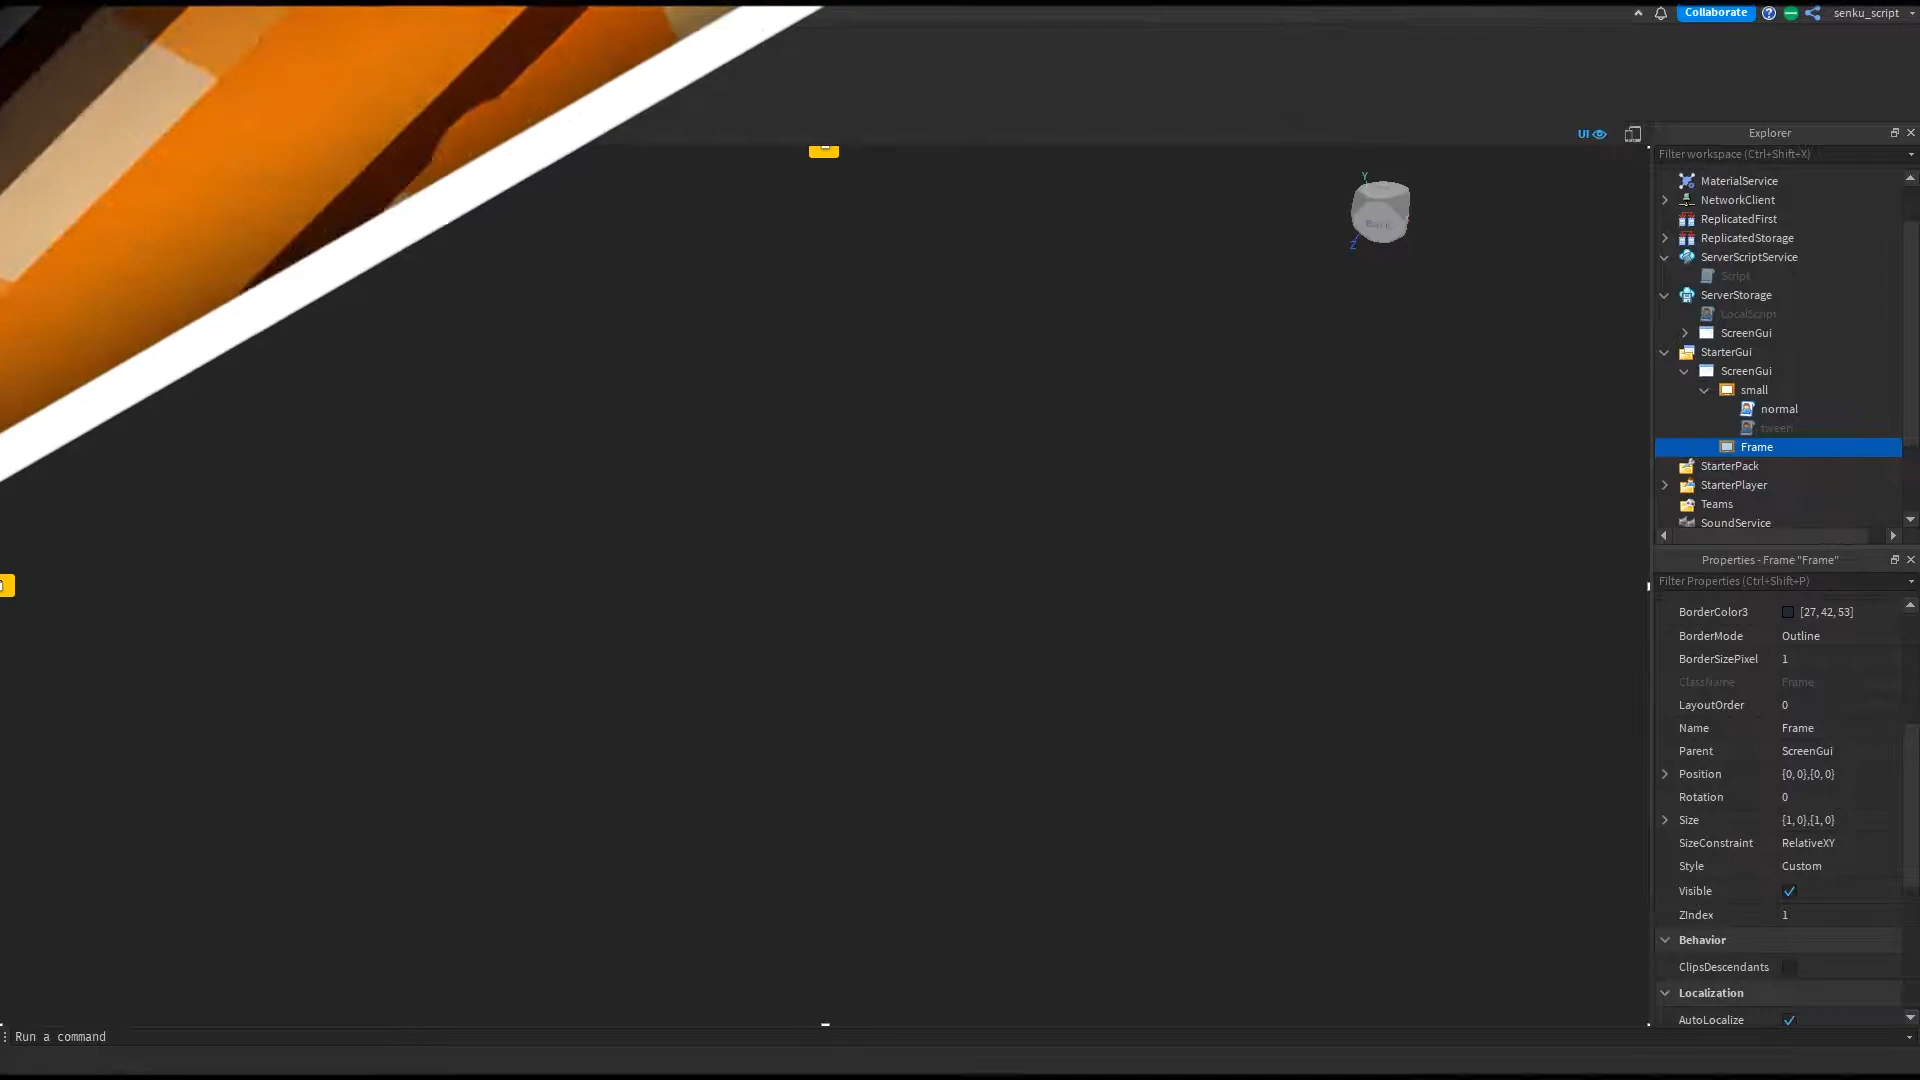 Collaborate
senku_script
UI
Explorer
Filter workspace (Ctrl+Shift+X)
MaterialService
NetworkClient
ReplicatedFirst
ReplicatedStorage
ServerScriptService
Script
ServerStorage
LocalScript
ScreenGui
StarterGui
ScreenGui
small
normal
tween
Frame
StarterPack
StarterPlayer
Teams
SoundService
Y
Back
Z
Properties - Frame "Frame"
Filter Properties (Ctrl+Shift+P)
BorderColor3 [27, 42, 53]
BorderMode Outline
BorderSizePixel 1
ClassName Frame
LayoutOrder 0
Name Frame
Parent ScreenGui
Position {0, 0},{0, 0}
Rotation 0
Size {1, 0},{1, 0}
SizeConstraint RelativeXY
Style Custom
Visible
ZIndex 1
Behavior
ClipsDescendants
Localization
AutoLocalize
Run a command